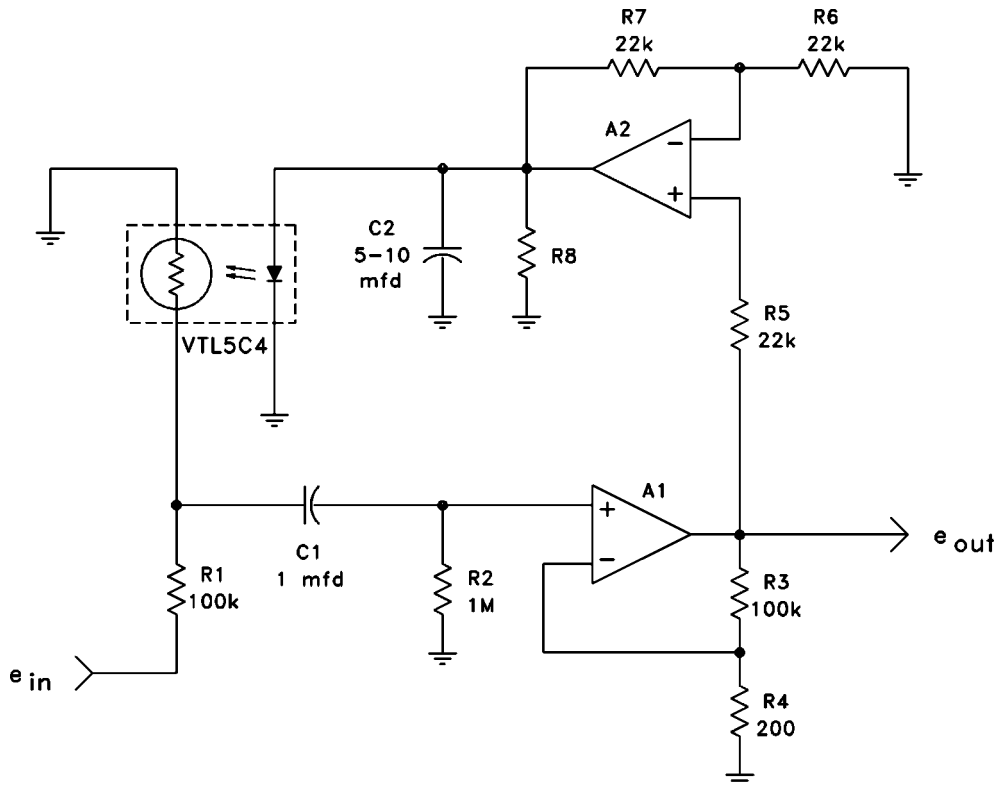 R7
22k
R6
22k
A2
−
+
C2
5-10
mfd
R8
R5
22k
VTL5C4
A1
+
−
e out
C1
1 mfd
R1
100k
R2
1M
R3
100k
e in
R4
200